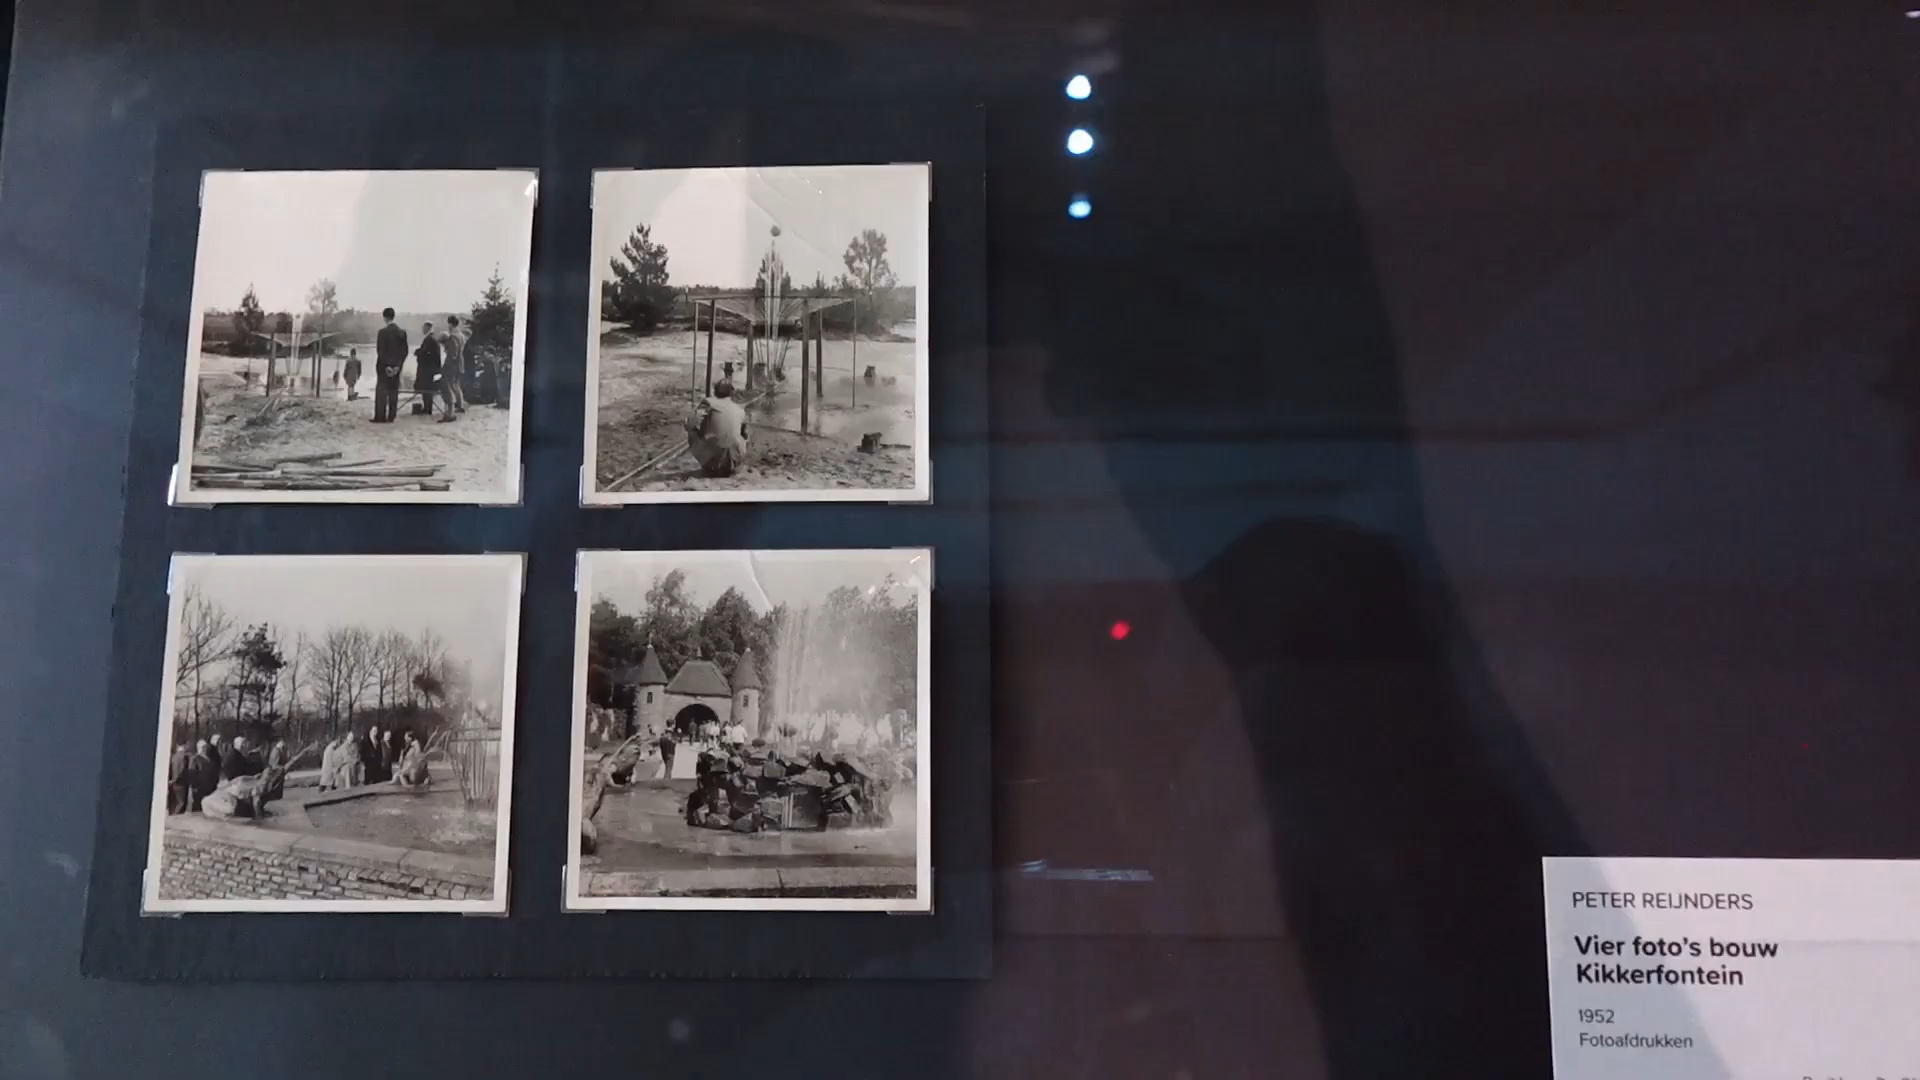 PETER REIJNDERS
Vier foto's bouw
Kikkerfontein
1952
Fotoafdrukken